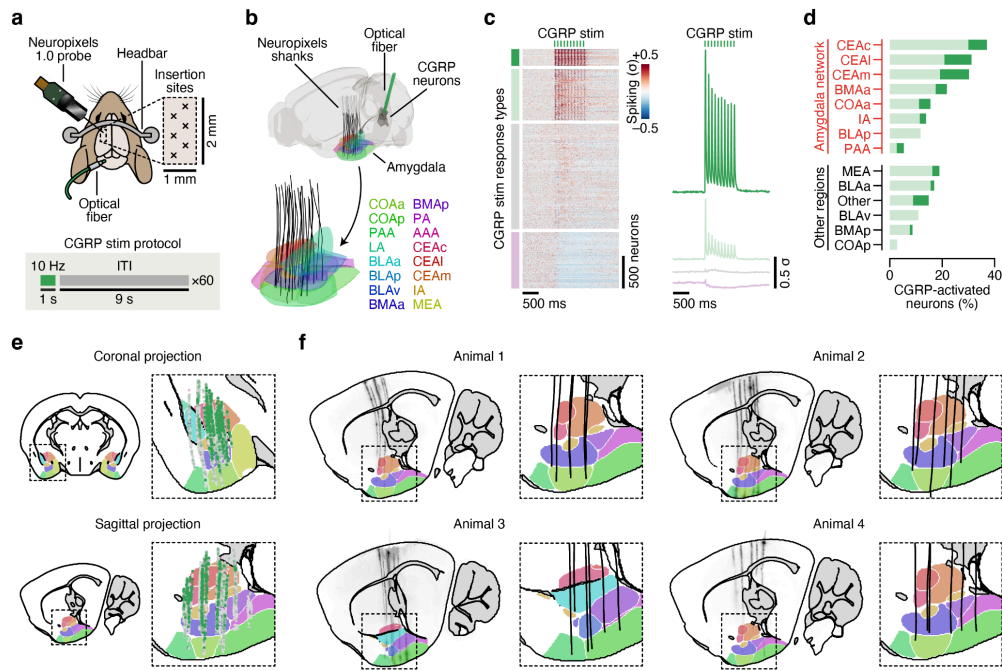 a
Neuropixels
1.0 probe
Headbar
Insertion
sites
2 mm
1 mm
Optical
fiber
CGRP stim protocol
10 Hz
ITI
×60
1 s
9 s
b
Neuropixels
shanks
Optical
fiber
CGRP
neurons
Amygdala
COAa
COAp
PAA
LA
BLAa
BLAp
BLAv
BMAa
BMAp
PA
AAA
CEAc
CEAl
CEAm
IA
MEA
c
CGRP stim
CGRP stim response types
+0.5
Spiking (σ)
−0.5
500 neurons
500 ms
CGRP stim
0.5 σ
500 ms
d
Amygdala network
CEAc
CEAl
CEAm
BMAa
COAa
IA
BLAp
PAA
Other regions
MEA
BLAa
Other
BLAv
BMAp
COAp
0
20
40
CGRP-activated
neurons (%)
e
Coronal projection
Sagittal projection
f
Animal 1
Animal 2
Animal 3
Animal 4